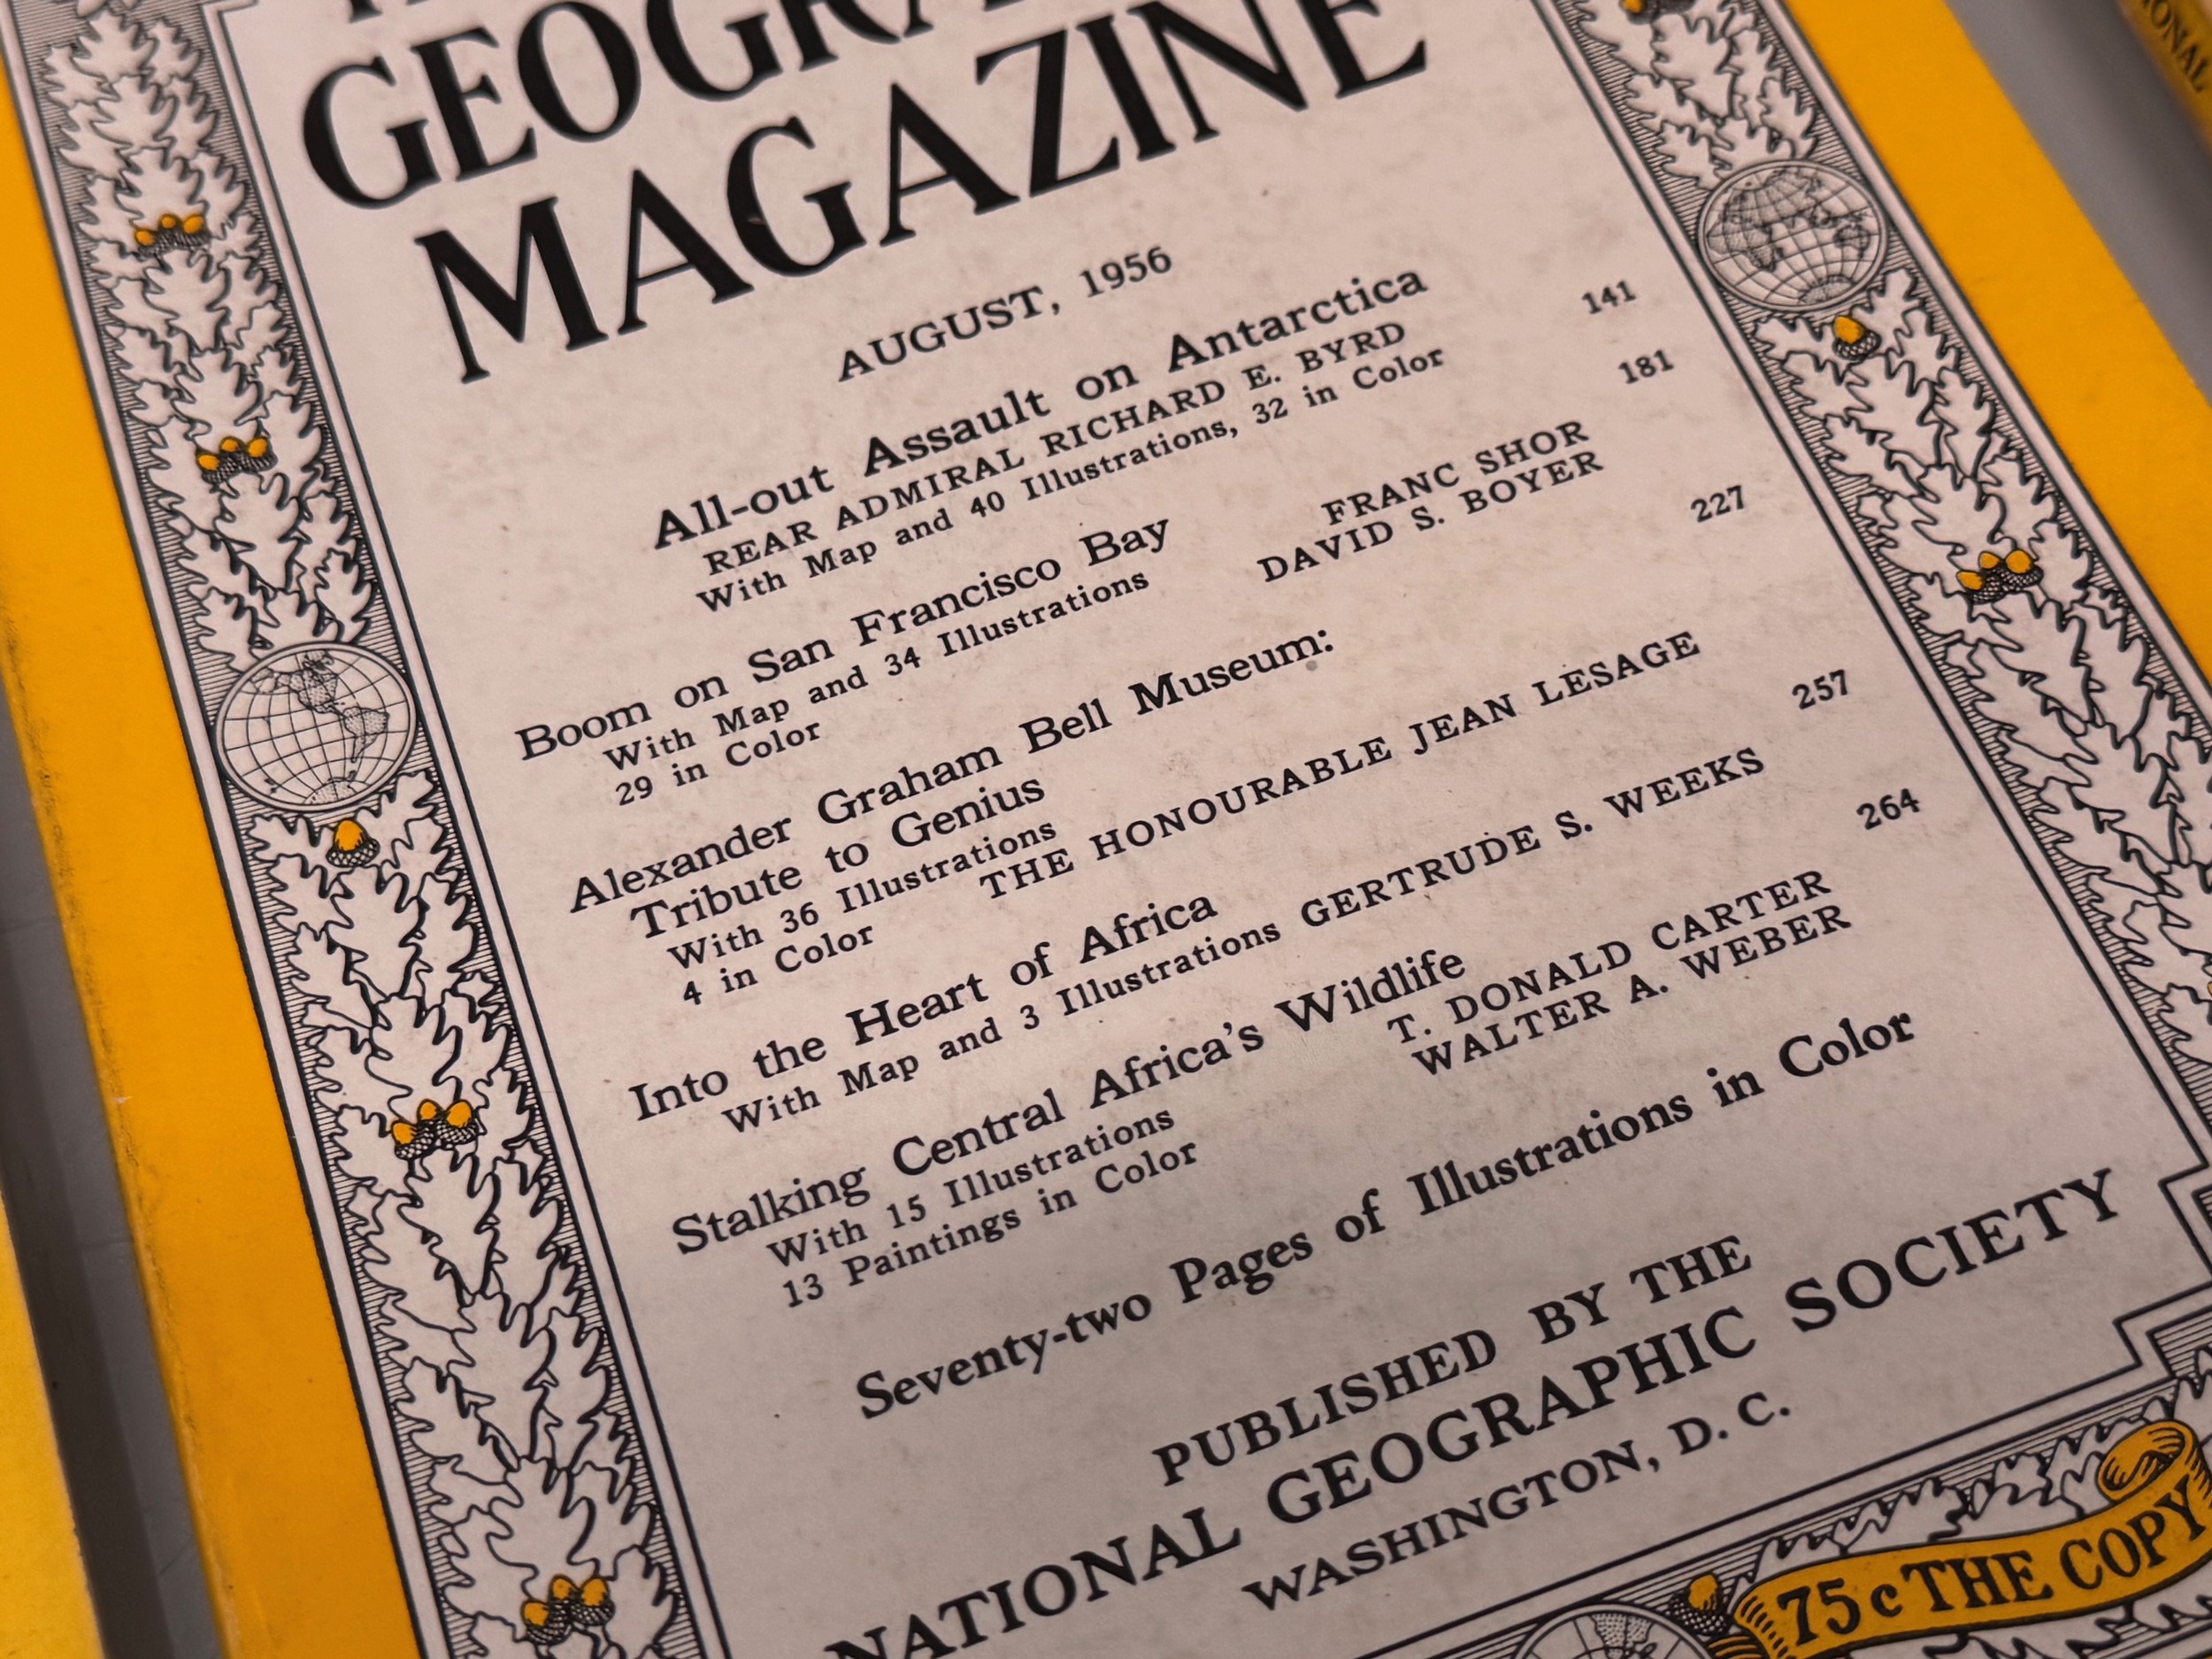 GEOGRA
MAGAZINE
AUGUST, 1956
All-out Assault on Antarctica 141
REAR ADMIRAL RICHARD E. BYRD
With Map and 40 Illustrations, 32 in Color
Boom on San Francisco Bay 181
With Map and 34 Illustrations FRANC SHOR
29 in Color DAVID S. BOYER
Alexander Graham Bell Museum: 227
Tribute to Genius
With 36 Illustrations
4 in Color THE HONOURABLE JEAN LESAGE
Into the Heart of Africa 257
With Map and 3 Illustrations GERTRUDE S. WEEKS
Stalking Central Africa's Wildlife 264
With 15 Illustrations T. DONALD CARTER
13 Paintings in Color WALTER A. WEBER
Seventy-two Pages of Illustrations in Color
PUBLISHED BY THE
NATIONAL GEOGRAPHIC SOCIETY
WASHINGTON, D. C.
75c THE COPY
ONAL